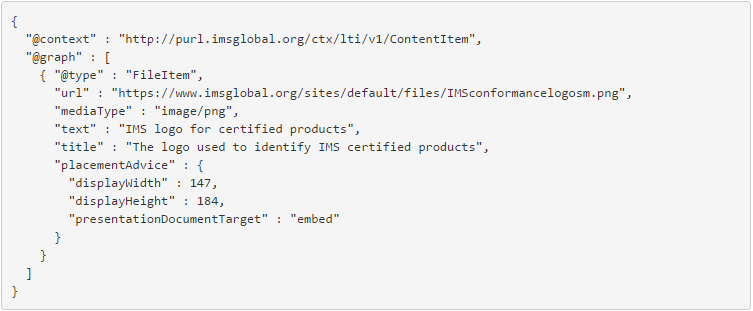 {
  "@context" : "http://purl.imsglobal.org/ctx/lti/v1/ContentItem",
  "@graph" : [
    { "@type" : "FileItem",
      "url" : "https://www.imsglobal.org/sites/default/files/IMSconformancelogosm.png",
      "mediaType" : "image/png",
      "text" : "IMS logo for certified products",
      "title" : "The logo used to identify IMS certified products",
      "placementAdvice" : {
        "displayWidth" : 147,
        "displayHeight" : 184,
        "presentationDocumentTarget" : "embed"
      }
    }
  ]
}